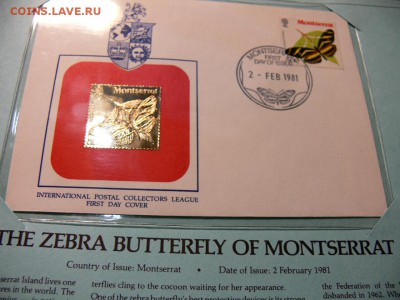 COINS.ЛАВЕ.RU
Montserrat
MONTSERRAT
FIRST
DAY OF ISSUE
2 - FEB 1981
Montserrat
INTERNATIONAL POSTAL COLLECTORS LEAGUE
FIRST DAY COVER
THE ZEBRA BUTTERFLY OF MONTSERRAT
Country of Issue: Montserrat • Date of Issue: 2 February 1981
serrat Island lives one
terflies cling to the cocoon waiting for her appearance.
the Federation of the
res in the world. The
One of the zebra butterfly's best protective devices is its strong
disbanded in 1962.